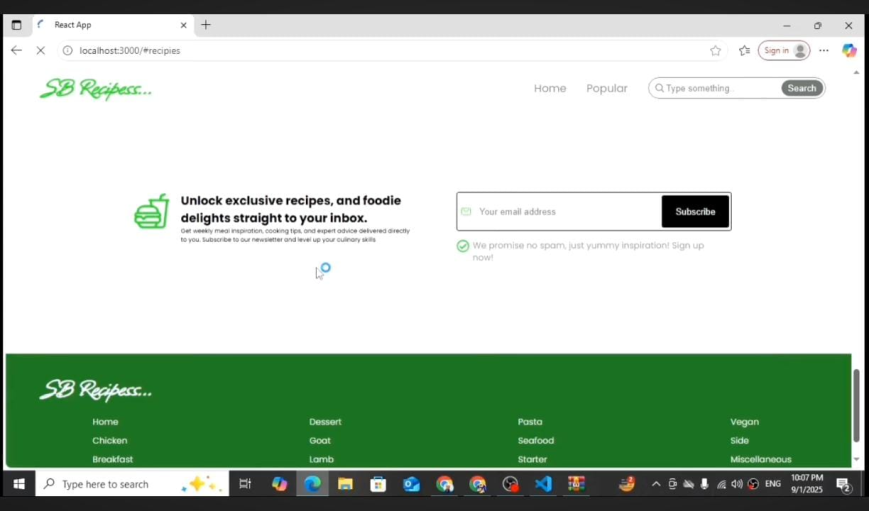 React App
localhost:3000/#recipies
Sign in
SB Recipess...
Home Popular Type something.. Search
Unlock exclusive recipes, and foodie
delights straight to your inbox.
Get weekly meal inspiration, cooking tips, and expert advice delivered directly
to you. Subscribe to our newsletter and level up your culinary skills
Your email address Subscribe
We promise no spam, just yummy inspiration! Sign up
now!
SB Recipess...
Home Dessert Pasta Vegan
Chicken Goat Seafood Side
Breakfast Lamb Starter Miscellaneous
Type here to search
ENG
10:07 PM
9/1/2025
2